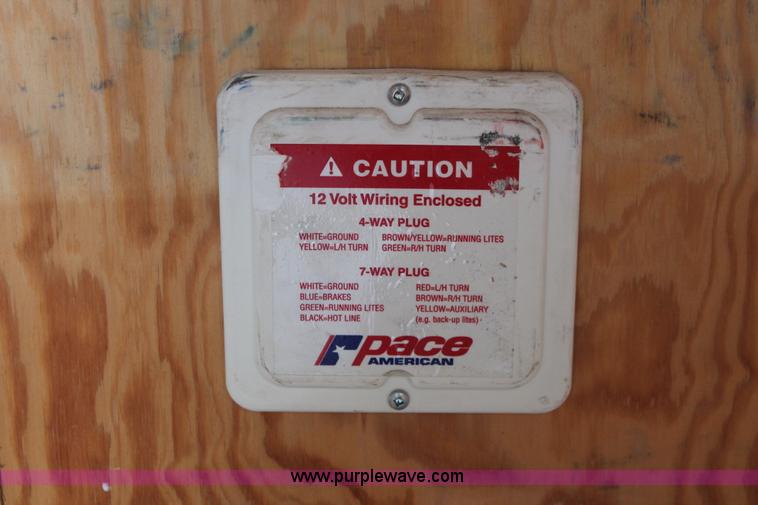 CAUTION
12 Volt Wiring Enclosed
4-WAY PLUG
WHITE=GROUND BROWN/YELLOW=RUNNING LITES
YELLOW=L/H TURN GREEN=R/H TURN
7-WAY PLUG
WHITE=GROUND RED=L/H TURN
BLUE=BRAKES BROWN=R/H TURN
GREEN=RUNNING LITES YELLOW=AUXILIARY
BLACK=HOT LINE (e.g. back-up lites)
pace
AMERICAN
www.purplewave.com